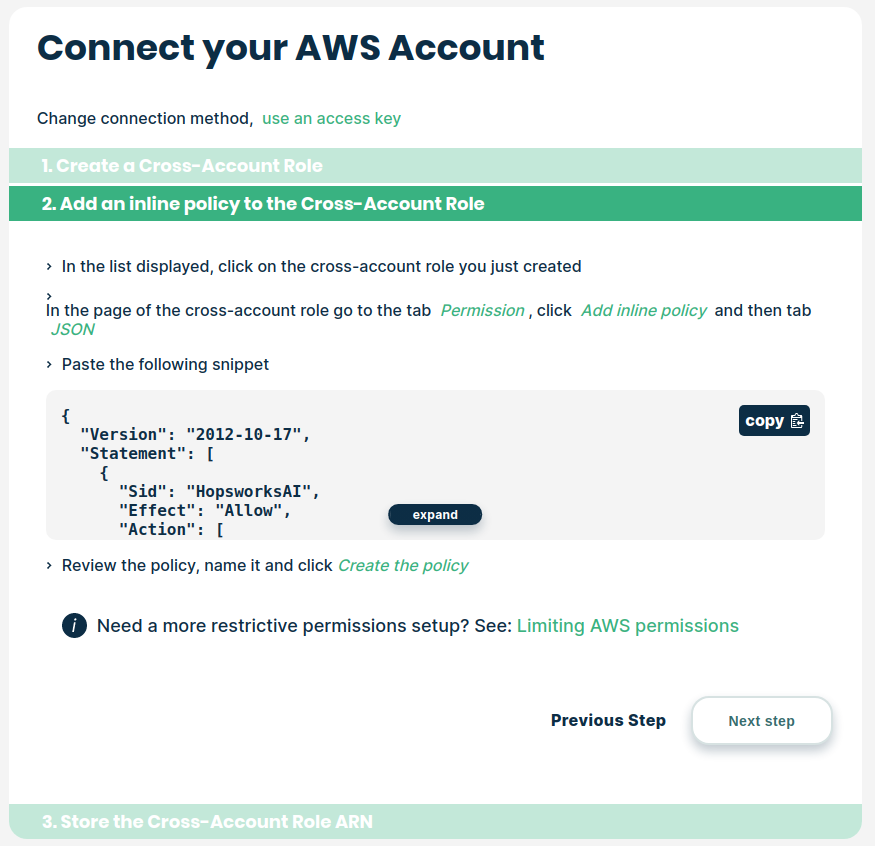 Connect your AWS Account
Change connection method, use an access key
1. Create a Cross-Account Role
2. Add an inline policy to the Cross-Account Role
› In the list displayed, click on the cross-account role you just created
›
In the page of the cross-account role go to the tab Permission , click Add inline policy and then tab
JSON
› Paste the following snippet
{
  "Version": "2012-10-17",
  "Statement": [
    {
      "Sid": "HopsworksAI",
      "Effect": "Allow",
      "Action": [
copy
expand
› Review the policy, name it and click Create the policy
i Need a more restrictive permissions setup? See: Limiting AWS permissions
Previous Step Next step
3. Store the Cross-Account Role ARN